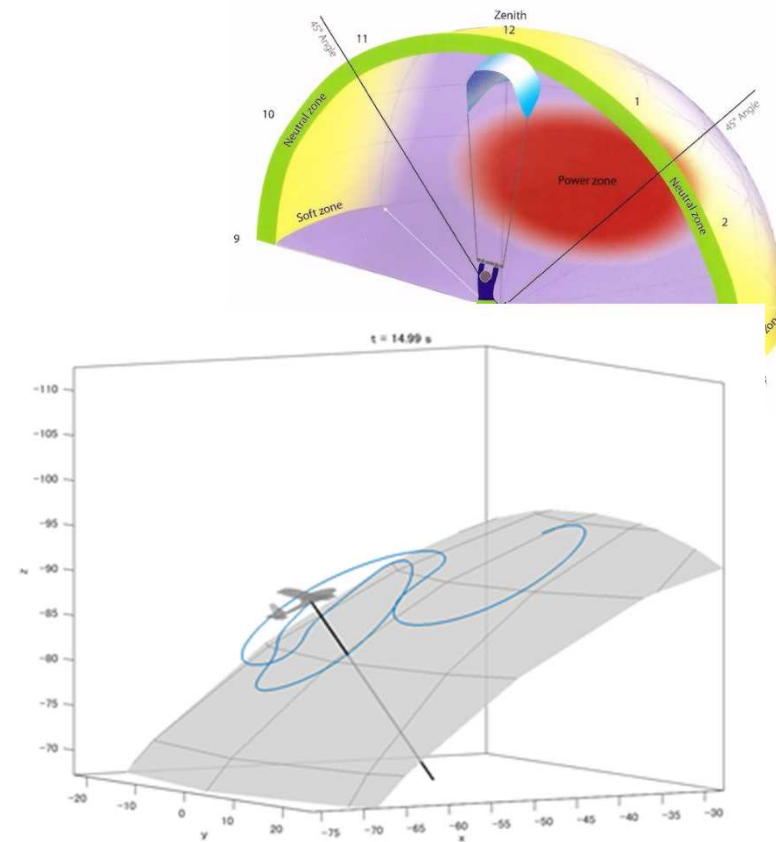 Zenith
12
11
45° Angle
1
10
Neutral zone
45° Angle
Power zone
Neutral zone
2
Soft zone
9
t = 14.99 s
-110
-105
-100
-95
-90
z
-85
-80
-75
-70
-20
-10
0
10
20
y
-75
-70
-65
-60
x
-55
-50
-45
-40
-35
-30